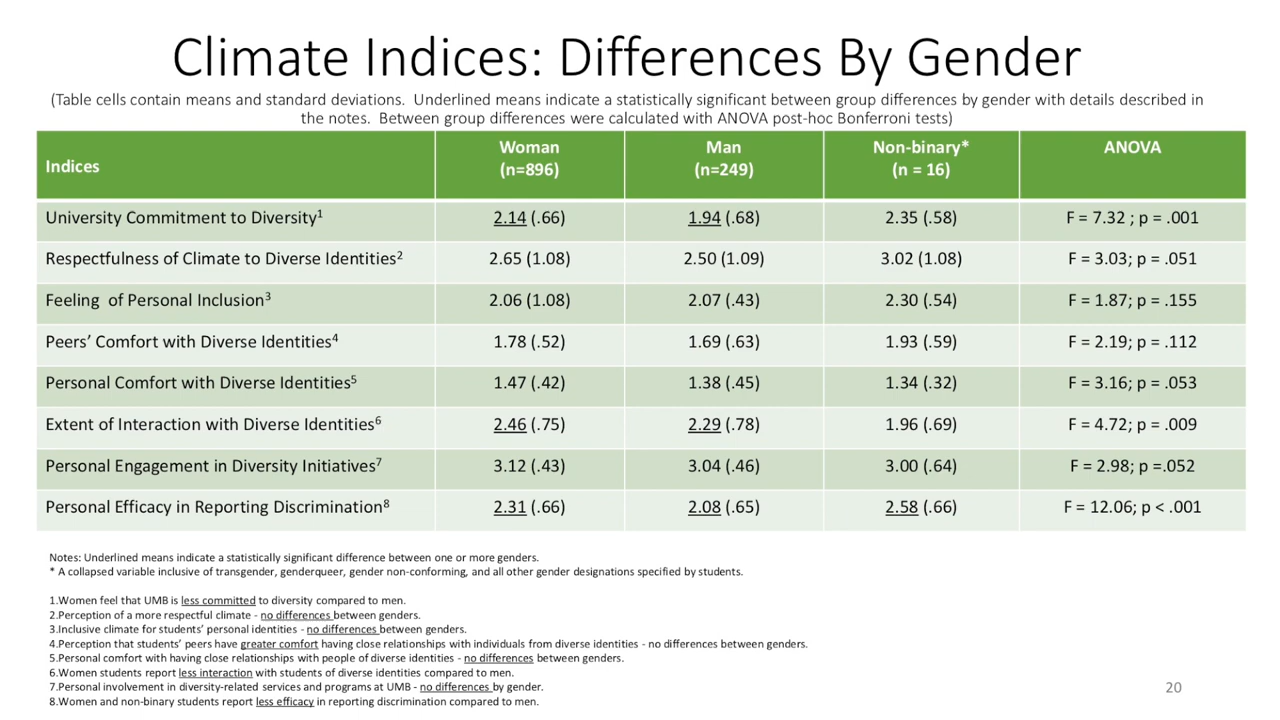 Climate Indices: Differences By Gender
(Table cells contain means and standard deviations.  Underlined means indicate a statistically significant between group differences by gender with details described in
the notes.  Between group differences were calculated with ANOVA post-hoc Bonferroni tests)
Indices | Woman (n=896) | Man (n=249) | Non-binary* (n = 16) | ANOVA
University Commitment to Diversity¹ | 2.14 (.66) | 1.94 (.68) | 2.35 (.58) | F = 7.32 ; p = .001
Respectfulness of Climate to Diverse Identities² | 2.65 (1.08) | 2.50 (1.09) | 3.02 (1.08) | F = 3.03; p = .051
Feeling  of Personal Inclusion³ | 2.06 (1.08) | 2.07 (.43) | 2.30 (.54) | F = 1.87; p = .155
Peers’ Comfort with Diverse Identities⁴ | 1.78 (.52) | 1.69 (.63) | 1.93 (.59) | F = 2.19; p = .112
Personal Comfort with Diverse Identities⁵ | 1.47 (.42) | 1.38 (.45) | 1.34 (.32) | F = 3.16; p = .053
Extent of Interaction with Diverse Identities⁶ | 2.46 (.75) | 2.29 (.78) | 1.96 (.69) | F = 4.72; p = .009
Personal Engagement in Diversity Initiatives⁷ | 3.12 (.43) | 3.04 (.46) | 3.00 (.64) | F = 2.98; p =.052
Personal Efficacy in Reporting Discrimination⁸ | 2.31 (.66) | 2.08 (.65) | 2.58 (.66) | F = 12.06; p < .001
Notes: Underlined means indicate a statistically significant difference between one or more genders.
* A collapsed variable inclusive of transgender, genderqueer, gender non-conforming, and all other gender designations specified by students.
1.Women feel that UMB is less committed to diversity compared to men.
2.Perception of a more respectful climate - no differences between genders.
3.Inclusive climate for students’ personal identities - no differences between genders.
4.Perception that students’ peers have greater comfort having close relationships with individuals from diverse identities - no differences between genders.
5.Personal comfort with having close relationships with people of diverse identities - no differences between genders.
6.Women students report less interaction with students of diverse identities compared to men.
7.Personal involvement in diversity-related services and programs at UMB - no differences by gender.
8.Women and non-binary students report less efficacy in reporting discrimination compared to men.
20